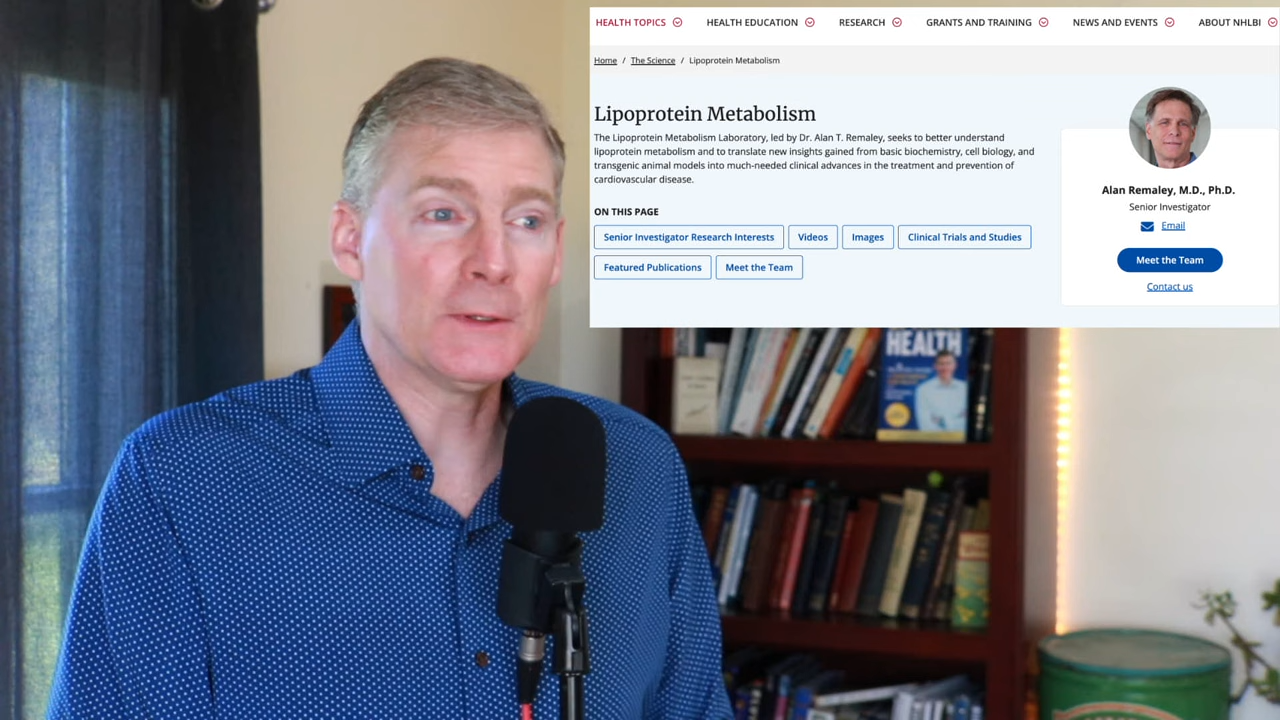 HEALTH TOPICS HEALTH EDUCATION RESEARCH GRANTS AND TRAINING NEWS AND EVENTS ABOUT NHLBI
Home / The Science / Lipoprotein Metabolism
Lipoprotein Metabolism
The Lipoprotein Metabolism Laboratory, led by Dr. Alan T. Remaley, seeks to better understand
lipoprotein metabolism and to translate new insights gained from basic biochemistry, cell biology, and
transgenic animal models into much-needed clinical advances in the treatment and prevention of
cardiovascular disease.
ON THIS PAGE
Senior Investigator Research Interests Videos Images Clinical Trials and Studies
Featured Publications Meet the Team
Alan Remaley, M.D., Ph.D.
Senior Investigator
Email
Meet the Team
Contact us
HEALTH